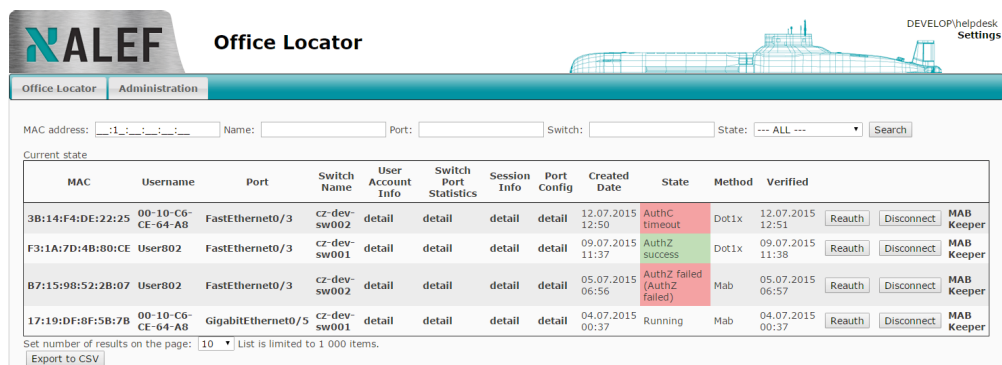 ALEF
Office Locator
DEVELOP\helpdesk
Settings
Office Locator Administration
MAC address: __:1_:__:__:__:__ Name: Port: Switch: State: --- ALL --- Search
Current state
MAC Username Port Switch Name User Account Info Switch Port Statistics Session Info Port Config Created Date State Method Verified
3B:14:F4:DE:22:25 00-10-C6-CE-64-A8 FastEthernet0/3 cz-dev-sw002 detail detail detail detail 12.07.2015 12:50 AuthC timeout Dot1x 12.07.2015 12:51 Reauth Disconnect MAB Keeper
F3:1A:7D:4B:80:CE User802 FastEthernet0/3 cz-dev-sw001 detail detail detail detail 09.07.2015 11:37 AuthZ success Dot1x 09.07.2015 11:38 Reauth Disconnect MAB Keeper
B7:15:98:52:2B:07 User802 FastEthernet0/3 cz-dev-sw002 detail detail detail detail 05.07.2015 06:56 AuthZ failed (AuthZ failed) Mab 05.07.2015 06:57 Reauth Disconnect MAB Keeper
17:19:DF:8F:5B:7B 00-10-C6-CE-64-A8 GigabitEthernet0/5 cz-dev-sw001 detail detail detail detail 04.07.2015 00:37 Running Mab 04.07.2015 00:37 Reauth Disconnect MAB Keeper
Set number of results on the page: 10 List is limited to 1 000 items.
Export to CSV